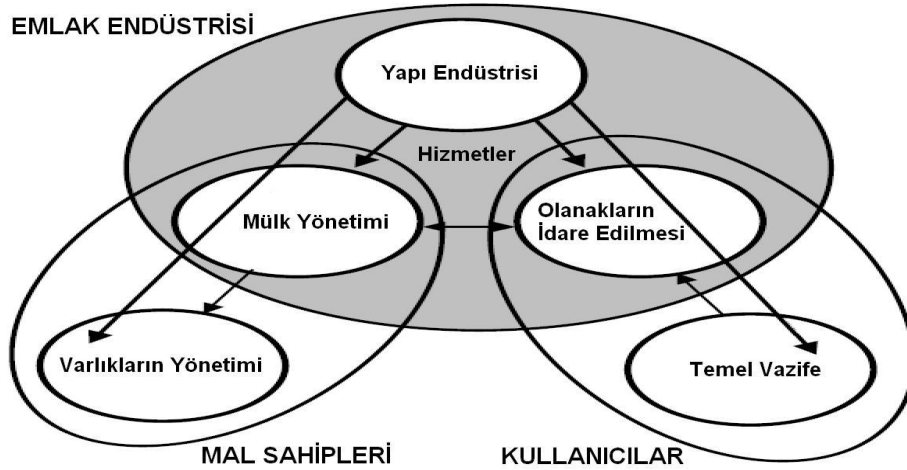 EMLAK ENDÜSTRİSİ
Yapı Endüstrisi
Hizmetler
Mülk Yönetimi
Olanakların
İdare Edilmesi
Varlıkların Yönetimi
Temel Vazife
MAL SAHİPLERİ
KULLANICILAR